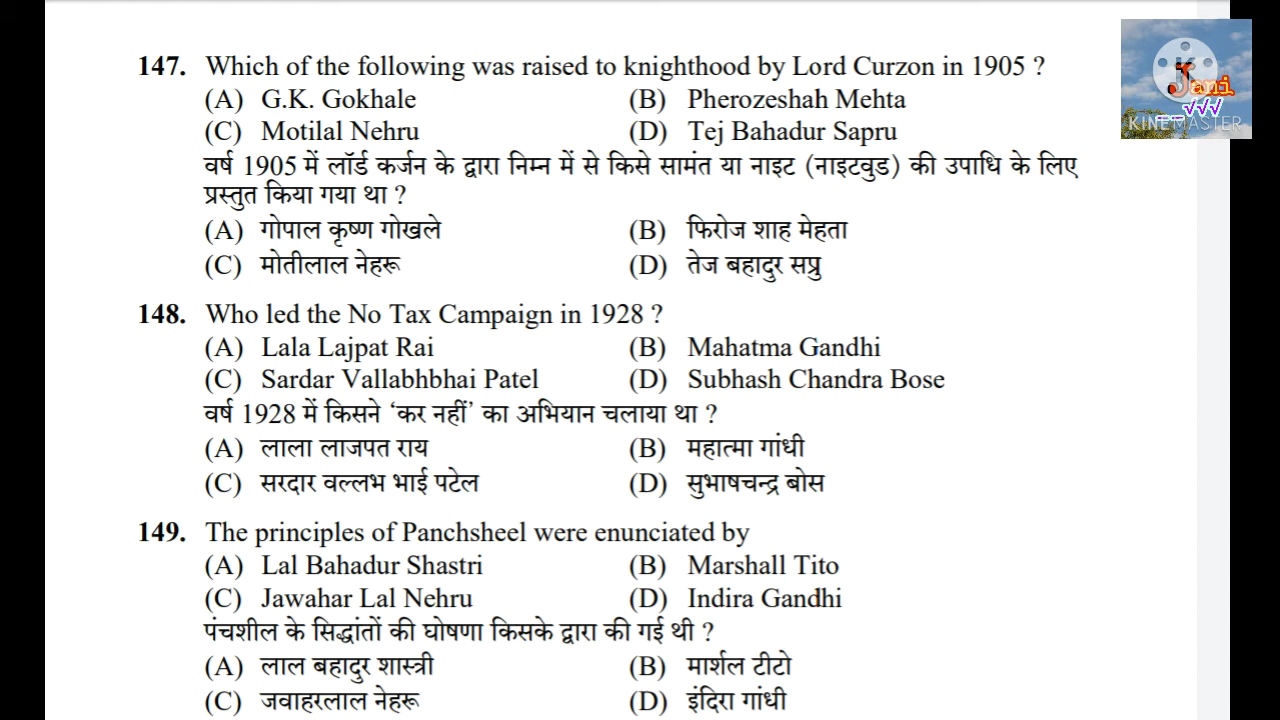 147. Which of the following was raised to knighthood by Lord Curzon in 1905 ?
(A) G.K. Gokhale (B) Pherozeshah Mehta
(C) Motilal Nehru (D) Tej Bahadur Sapru
वर्ष 1905 में लॉर्ड कर्जन के द्वारा निम्न में से किसे सामंत या नाइट (नाइटवुड) की उपाधि के लिए
प्रस्तुत किया गया था ?
(A) गोपाल कृष्ण गोखले (B) फिरोज शाह मेहता
(C) मोतीलाल नेहरू (D) तेज बहादुर सप्रु
148. Who led the No Tax Campaign in 1928 ?
(A) Lala Lajpat Rai (B) Mahatma Gandhi
(C) Sardar Vallabhbhai Patel (D) Subhash Chandra Bose
वर्ष 1928 में किसने ‘कर नहीं’ का अभियान चलाया था ?
(A) लाला लाजपत राय (B) महात्मा गांधी
(C) सरदार वल्लभ भाई पटेल (D) सुभाषचन्द्र बोस
149. The principles of Panchsheel were enunciated by
(A) Lal Bahadur Shastri (B) Marshall Tito
(C) Jawahar Lal Nehru (D) Indira Gandhi
पंचशील के सिद्धांतों की घोषणा किसके द्वारा की गई थी ?
(A) लाल बहादुर शास्त्री (B) मार्शल टीटो
(C) जवाहरलाल नेहरू (D) इंदिरा गांधी
K
Jani
√√√
KINEMASTER